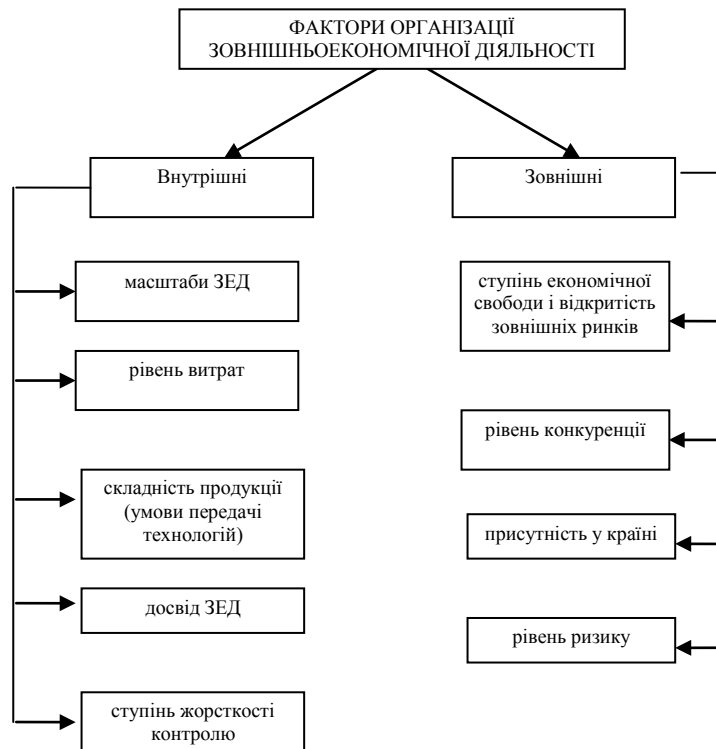 ФАКТОРИ ОРГАНІЗАЦІЇ
ЗОВНІШНЬОЕКОНОМІЧНОЇ ДІЯЛЬНОСТІ
Внутрішні
масштаби ЗЕД
рівень витрат
складність продукції
(умови передачі
технологій)
досвід ЗЕД
ступінь жорсткості
контролю
Зовнішні
ступінь економічної
свободи і відкритість
зовнішніх ринків
рівень конкуренції
присутність у країні
рівень ризику